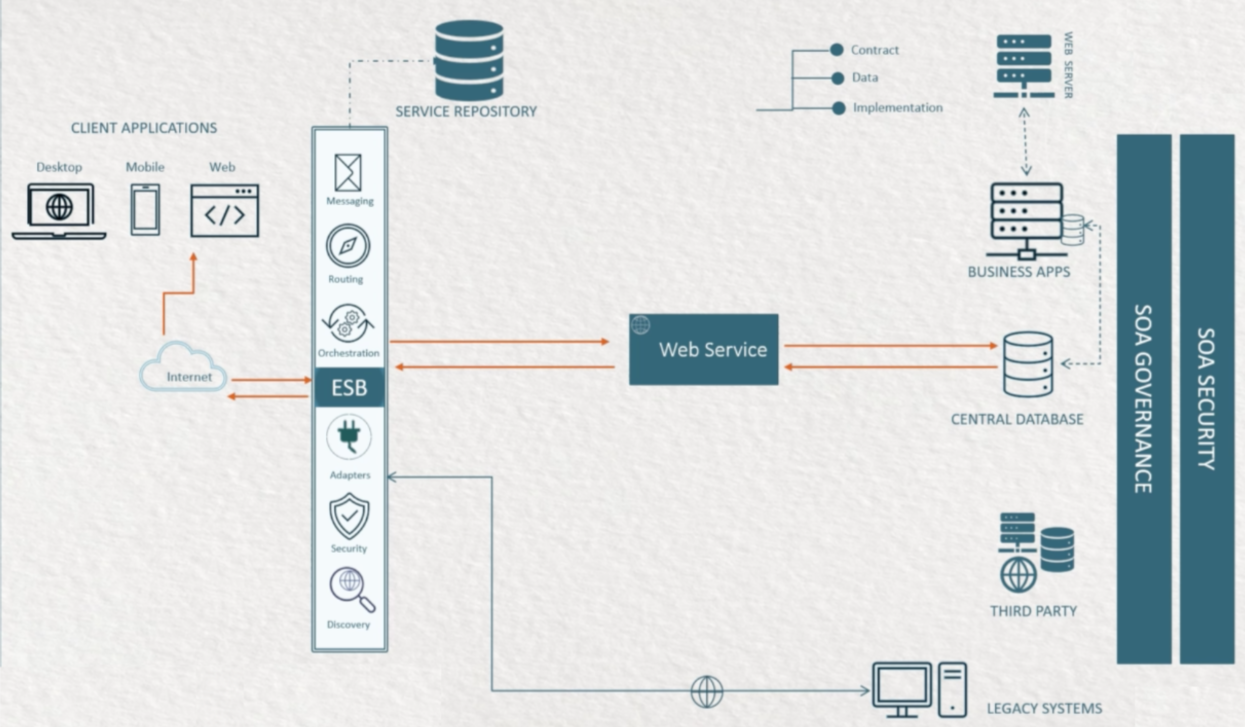 SERVICE REPOSITORY
Contract
Data
Implementation
WEB SERVER
CLIENT APPLICATIONS
Desktop
Mobile
Web
Messaging
Routing
Orchestration
ESB
Adapters
Security
Discovery
Internet
Web Service
BUSINESS APPS
CENTRAL DATABASE
THIRD PARTY
LEGACY SYSTEMS
SOA GOVERNANCE
SOA SECURITY